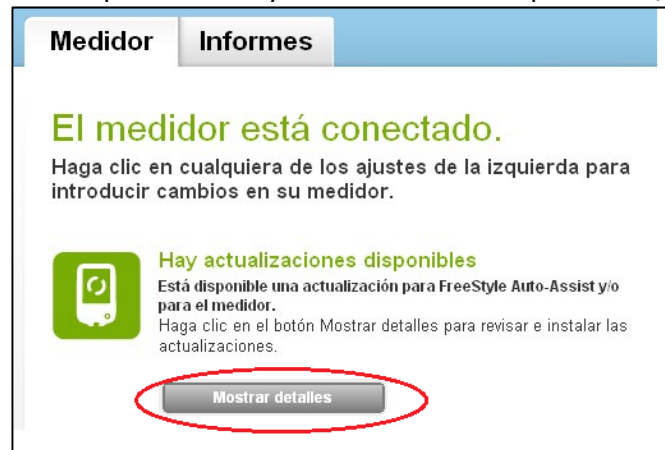 Medidor Informes
El medidor está conectado.
Haga clic en cualquiera de los ajustes de la izquierda para
introducir cambios en su medidor.
Hay actualizaciones disponibles
Está disponible una actualización para FreeStyle Auto-Assist y/o
para el medidor.
Haga clic en el botón Mostrar detalles para revisar e instalar las
actualizaciones.
Mostrar detalles